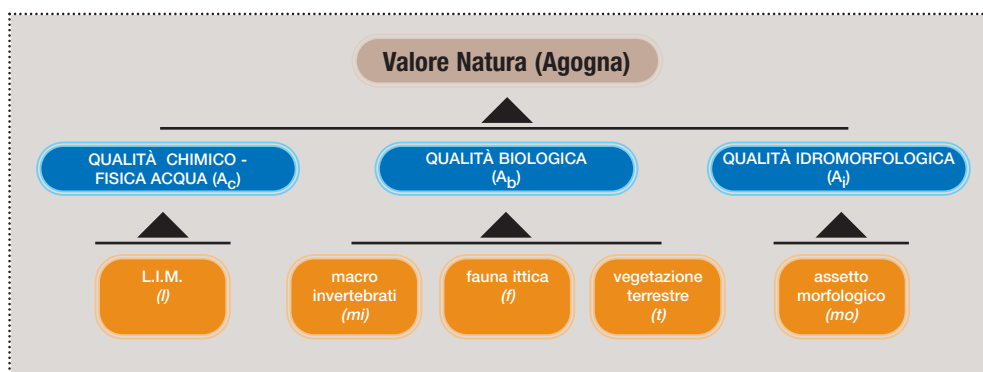 Valore Natura (Agogna)
QUALITÀ CHIMICO -
FISICA ACQUA (Ac)
QUALITÀ BIOLOGICA
(Ab)
QUALITÀ IDROMORFOLOGICA
(Ai)
L.I.M.
(l)
macro
invertebrati
(mi)
fauna ittica
(f)
vegetazione
terrestre
(t)
assetto
morfologico
(mo)